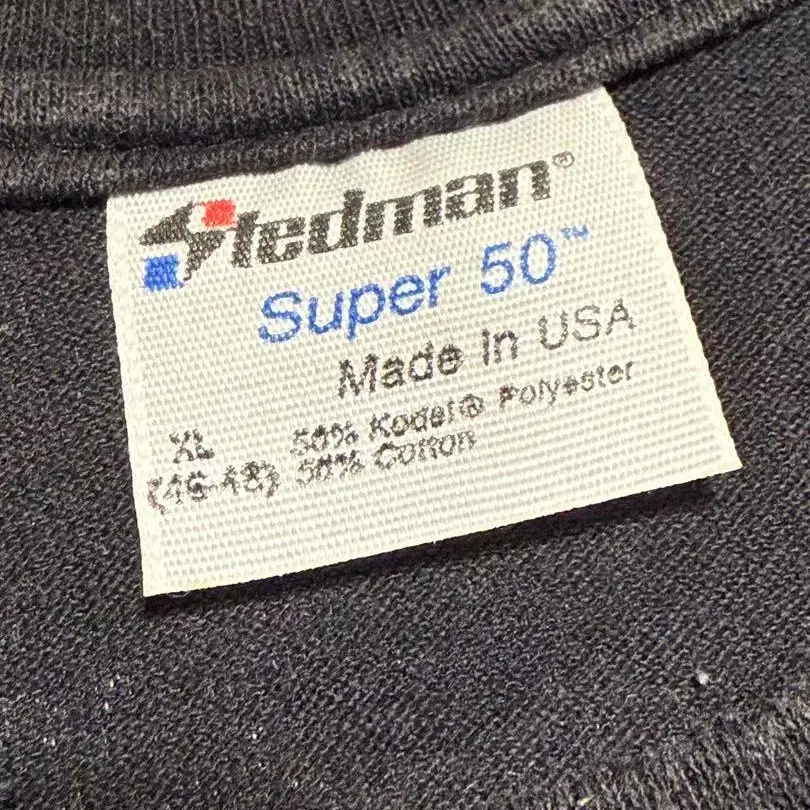 Stedman®
Super 50™
Made In USA
XL 50% Kodel® Polyester
(46-48) 50% Cotton